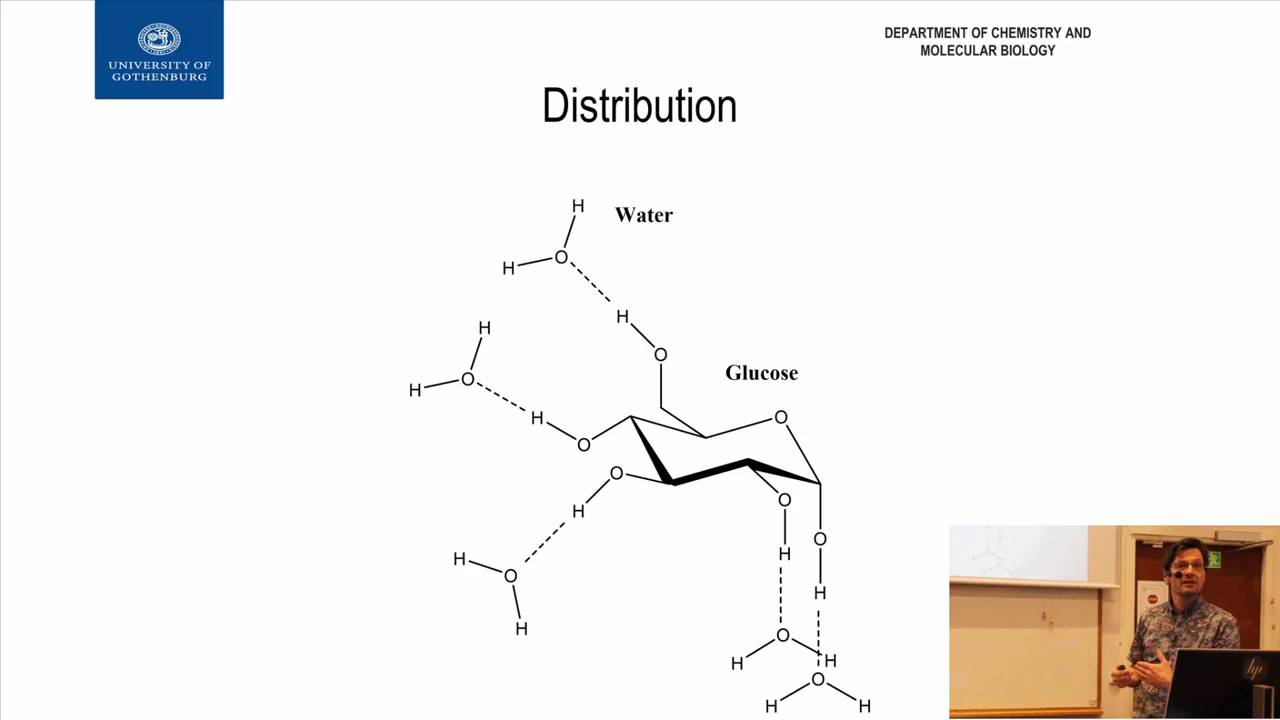 UNIVERSITY OF
GOTHENBURG
DEPARTMENT OF CHEMISTRY AND
MOLECULAR BIOLOGY
Distribution
H
Water
H O
H
H
O
H
Glucose
H O
H
O
O
O
H
O
H
O
H
H
O
H
O
H
O
H
H
O
H H